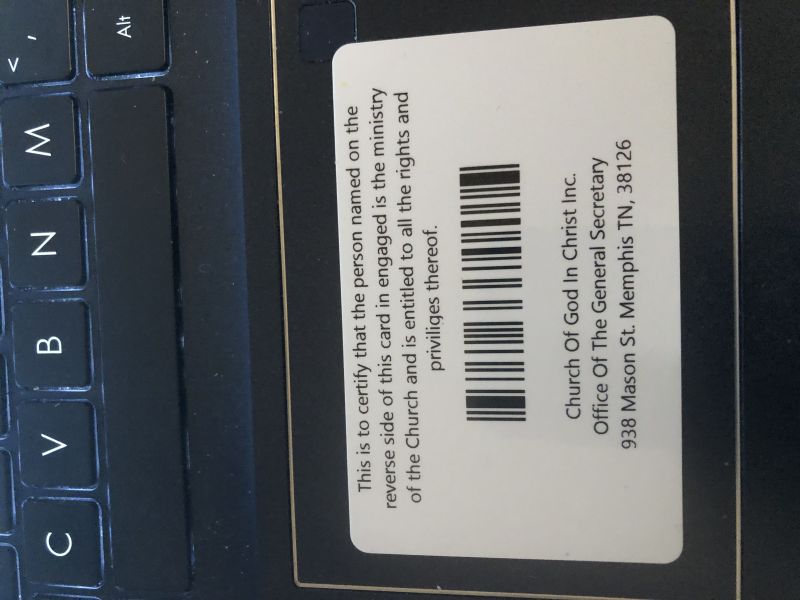 This is to certify that the person named on the
reverse side of this card in engaged is the ministry
of the Church and is entitled to all the rights and
priviliges thereof.
Church Of God In Christ Inc.
Office Of The General Secretary
938 Mason St. Memphis TN, 38126
Alt
< ,
M
N
B
V
C